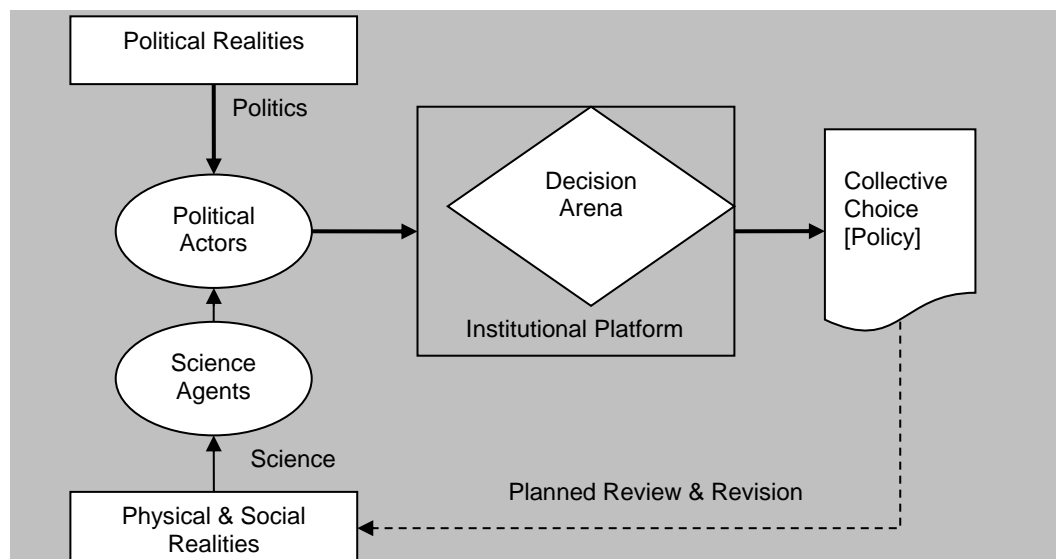 Political Realities
Politics
Political
Actors
Decision
Arena
Institutional Platform
Collective
Choice
[Policy]
Science
Agents
Science
Planned Review & Revision
Physical & Social
Realities